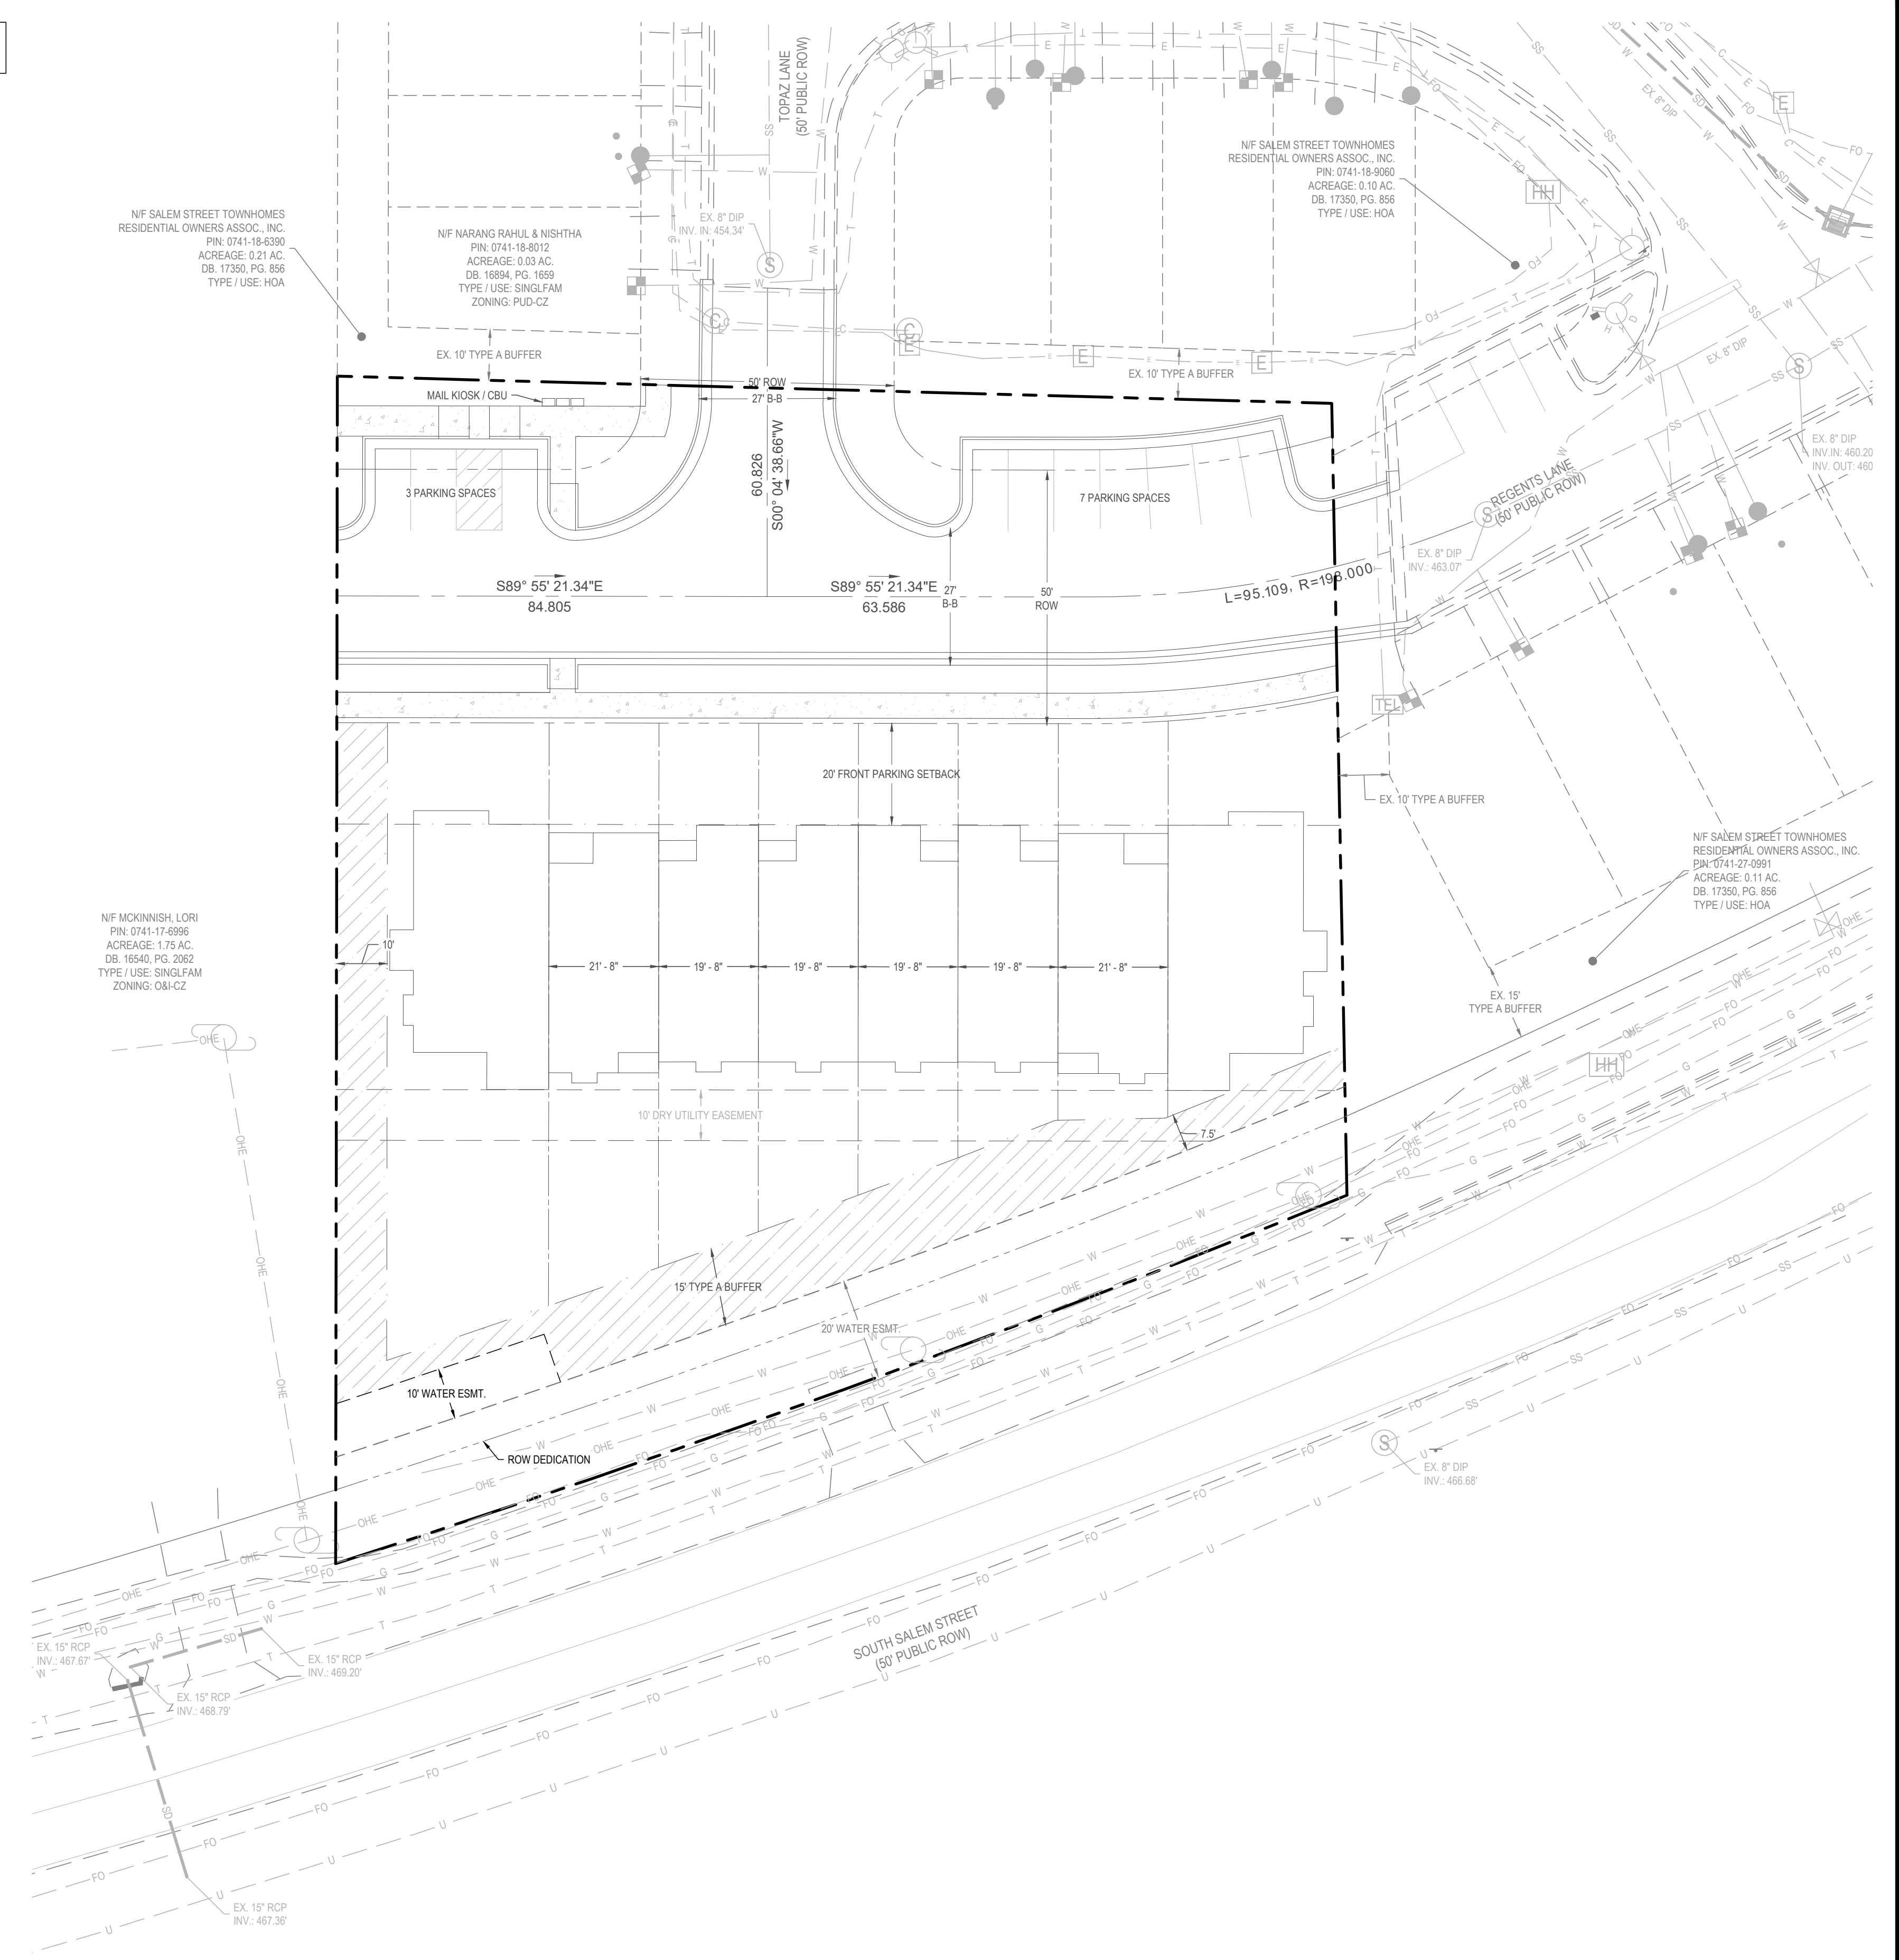 TOPAZ LANE
(50' PUBLIC ROW)
N/F SALEM STREET TOWNHOMES
RESIDENTIAL OWNERS ASSOC., INC.
PIN: 0741-18-9060
ACREAGE: 0.10 AC.
DB. 17350, PG. 856
TYPE / USE: HOA
EX. 8" DIP
N/F SALEM STREET TOWNHOMES
RESIDENTIAL OWNERS ASSOC., INC.
PIN: 0741-18-6390
ACREAGE: 0.21 AC.
DB. 17350, PG. 856
TYPE / USE: HOA
N/F NARANG RAHUL & NISHTHA
PIN: 0741-18-8012
ACREAGE: 0.03 AC.
DB. 16894, PG. 1659
TYPE / USE: SINGLFAM
ZONING: PUD-CZ
EX. 8" DIP
INV. IN: 454.34'
EX. 10' TYPE A BUFFER
EX. 10' TYPE A BUFFER
EX. 8" DIP
MAIL KIOSK / CBU
50' ROW
27' B-B
60.826
S00° 04' 38.66"W
3 PARKING SPACES
7 PARKING SPACES
EX. 8" DIP
INV.IN: 460.20
INV. OUT: 460
REGENTS LANE
(50' PUBLIC ROW)
EX. 8" DIP
INV.: 463.07'
S89° 55' 21.34"E
84.805
S89° 55' 21.34"E
63.586
27'
B-B
50'
ROW
L=95.109, R=198.000
TEL
20' FRONT PARKING SETBACK
EX. 10' TYPE A BUFFER
N/F SALEM STREET TOWNHOMES
RESIDENTIAL OWNERS ASSOC., INC.
PIN: 0741-27-0991
ACREAGE: 0.11 AC.
DB. 17350, PG. 856
TYPE / USE: HOA
N/F MCKINNISH, LORI
PIN: 0741-17-6996
ACREAGE: 1.75 AC.
DB. 16540, PG. 2062
TYPE / USE: SINGLFAM
ZONING: O&I-CZ
10'
21' - 8"
19' - 8"
19' - 8"
19' - 8"
19' - 8"
21' - 8"
EX. 15'
TYPE A BUFFER
HH
10' DRY UTILITY EASEMENT
7.5'
15' TYPE A BUFFER
20' WATER ESMT.
10' WATER ESMT.
ROW DEDICATION
EX. 8" DIP
INV.: 466.68'
SOUTH SALEM STREET
(50' PUBLIC ROW)
EX. 15" RCP
INV.: 467.67'
EX. 15" RCP
INV.: 469.20'
EX. 15" RCP
INV.: 468.79'
EX. 15" RCP
INV.: 467.36'